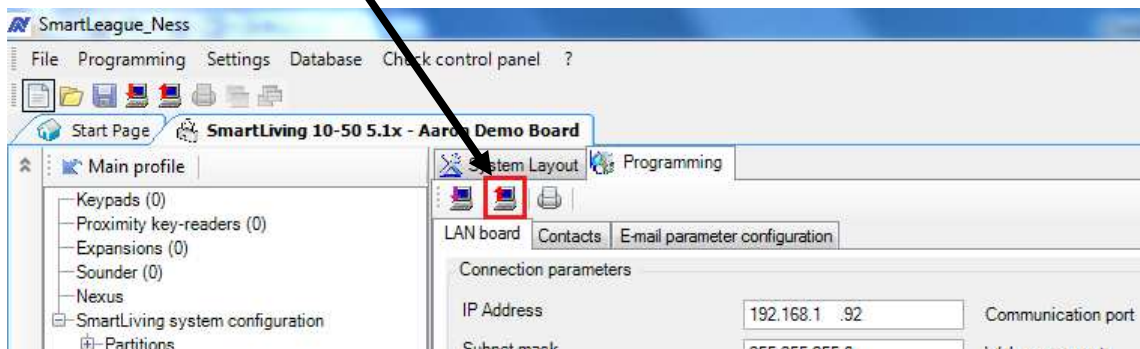 SmartLeague_Ness
File Programming Settings Database Check control panel ?
Start Page SmartLiving 10-50 5.1x - Aaron Demo Board
Main profile
System Layout Programming
Keypads (0)
Proximity key-readers (0)
Expansions (0)
Sounder (0)
Nexus
SmartLiving system configuration
Partitions
LAN board Contacts E-mail parameter configuration
Connection parameters
IP Address 192.168.1 .92 Communication port
Subnet mask